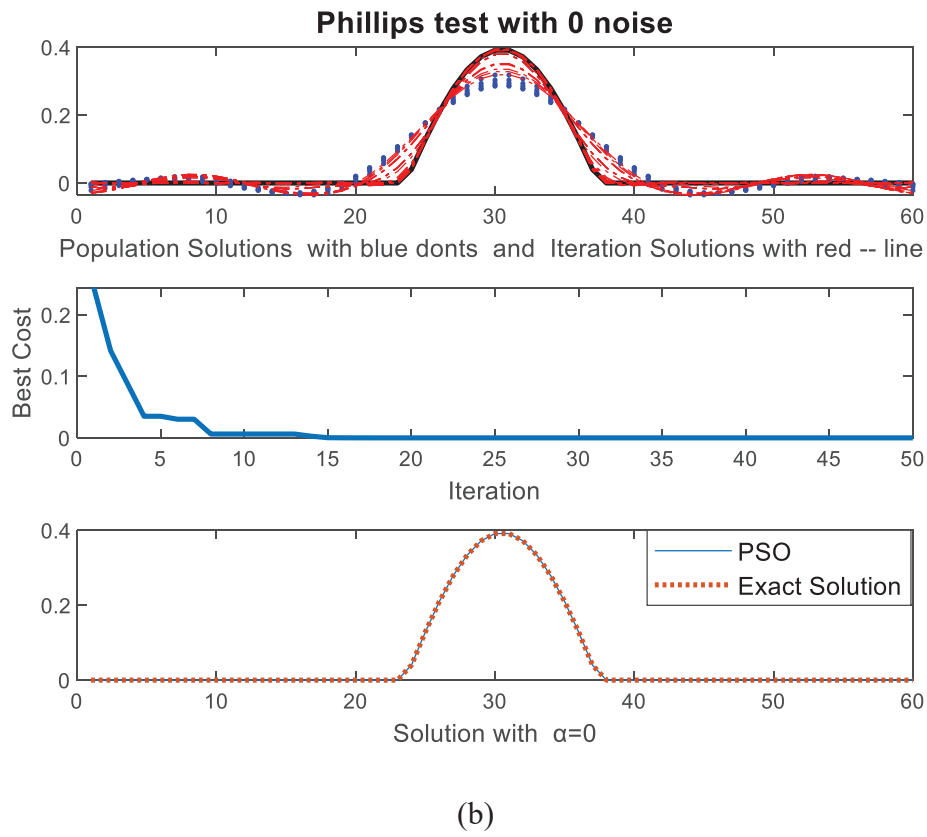 Phillips test with 0 noise
0.4
0.2
0
0 10 20 30 40 50 60
Population Solutions with blue donts and Iteration Solutions with red -- line
0.2
0.1
0
Best Cost
0 5 10 15 20 25 30 35 40 45 50
Iteration
0.4
0.2
0
PSO
Exact Solution
0 10 20 30 40 50 60
Solution with α=0
(b)